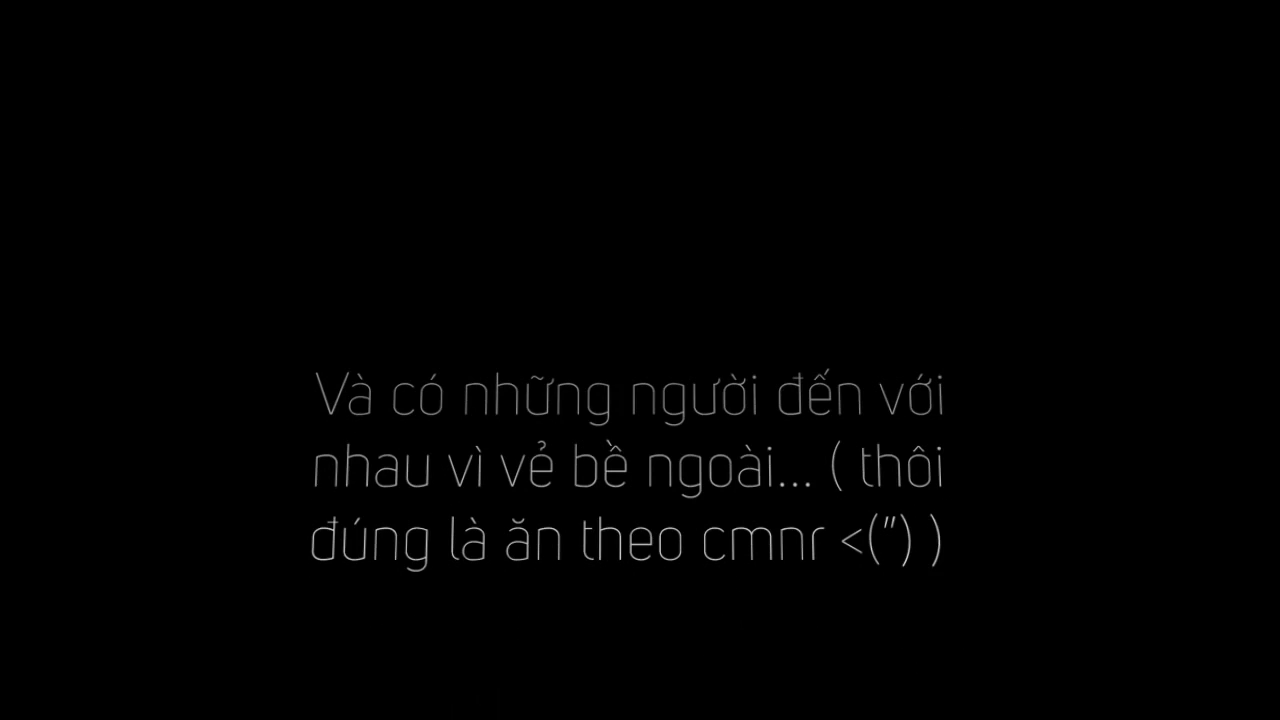 Và có những người đến với
nhau vì vẻ bề ngoài... ( thôi
đúng là ăn theo cmnr <(") )